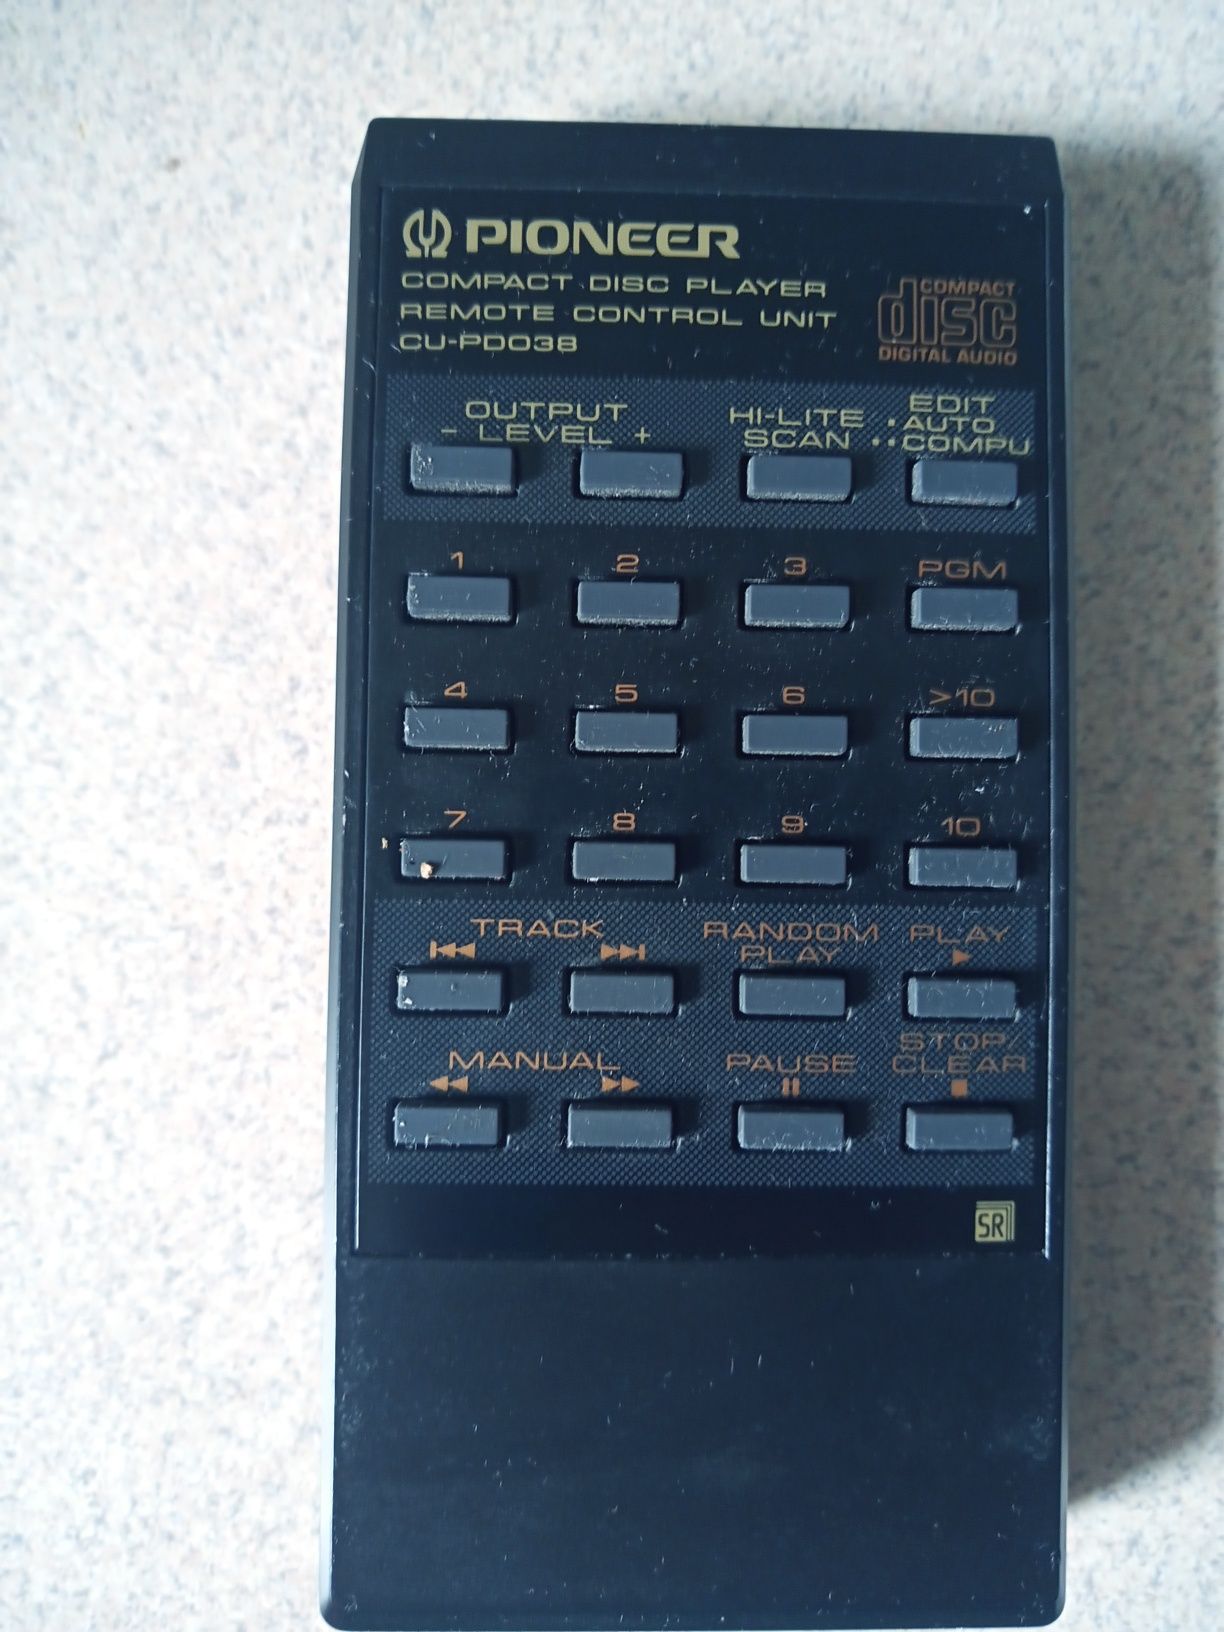 PIONEER
COMPACT DISC PLAYER
REMOTE CONTROL UNIT
CU-PD038
COMPACT
disc
DIGITAL AUDIO
OUTPUT
- LEVEL +
HI-LITE
SCAN
EDIT
•AUTO
••COMPU
1 2 3 PGM
4 5 6 >10
7 8 9 10
TRACK
⏮ ⏭
RANDOM
PLAY
PLAY
▶
MANUAL
◀◀ ▶▶
PAUSE
⏸
STOP/
CLEAR
■
SR